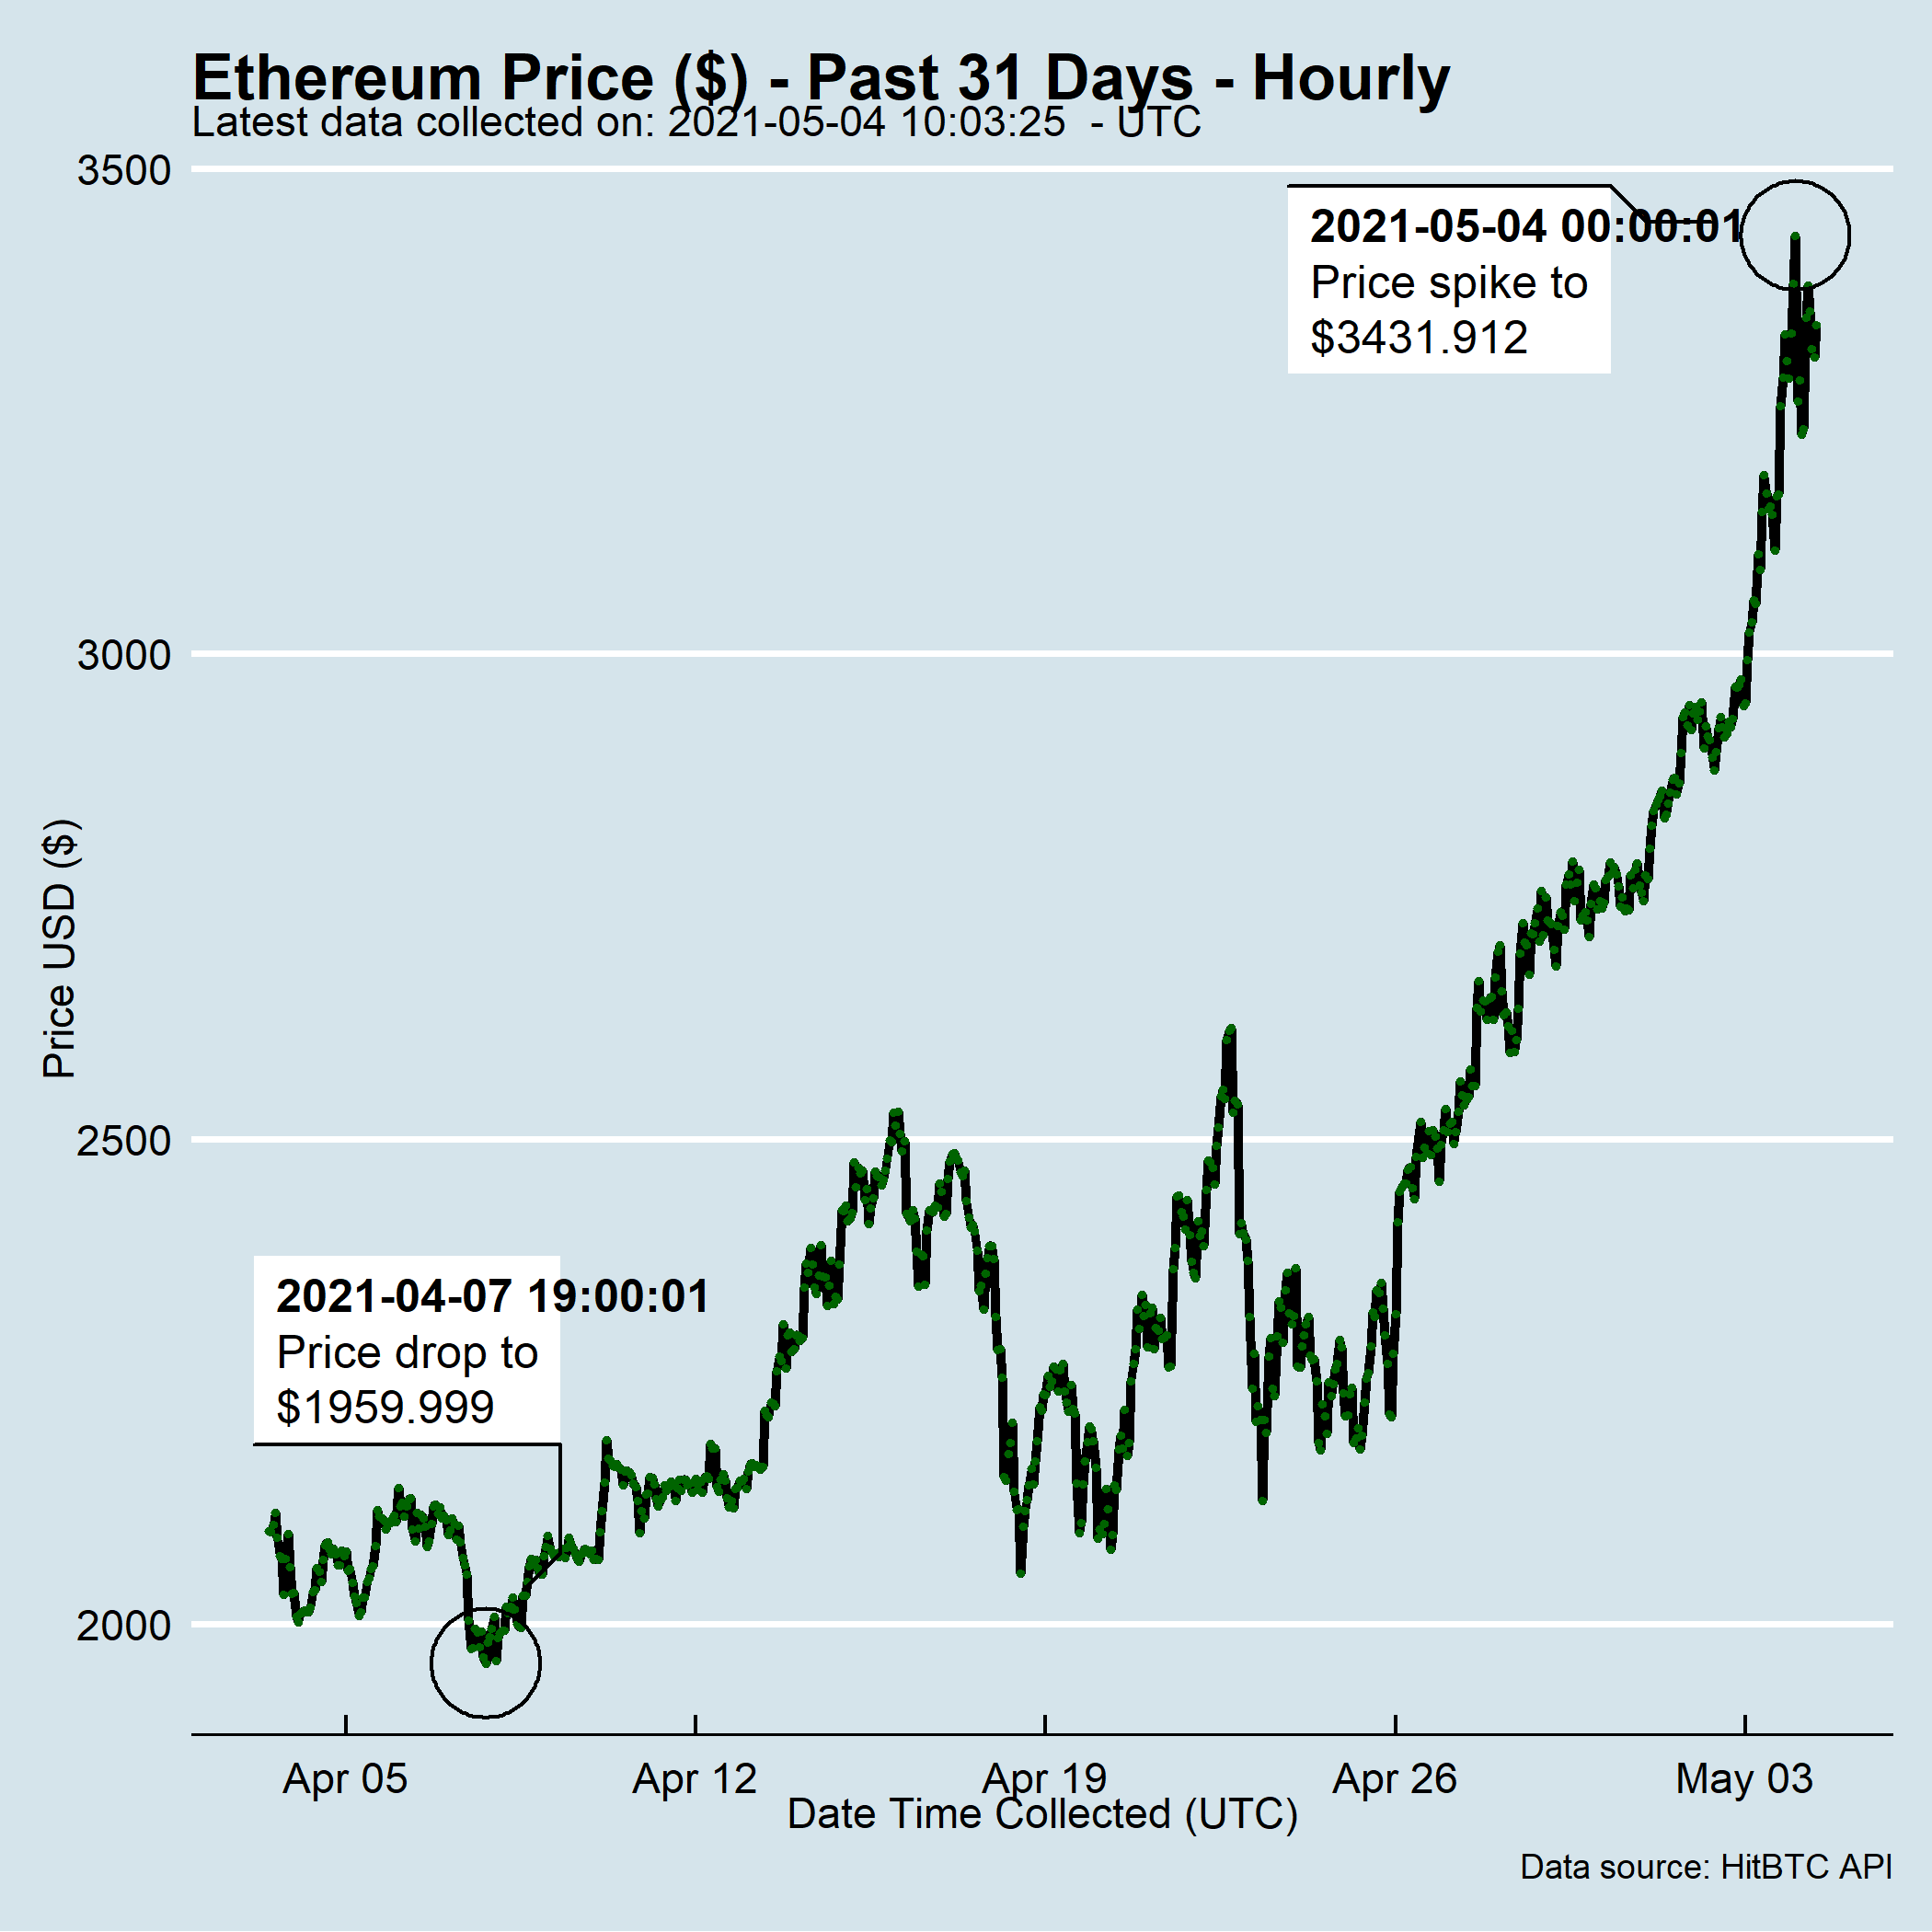 Ethereum Price ($) - Past 31 Days - Hourly
Latest data collected on: 2021-05-04 10:03:25  - UTC
3500
2021-05-04 00:00:01
Price spike to
$3431.912
3000
Price USD ($)
2500
2021-04-07 19:00:01
Price drop to
$1959.999
2000
Apr 05 Apr 12 Apr 19 Apr 26 May 03
Date Time Collected (UTC)
Data source: HitBTC API